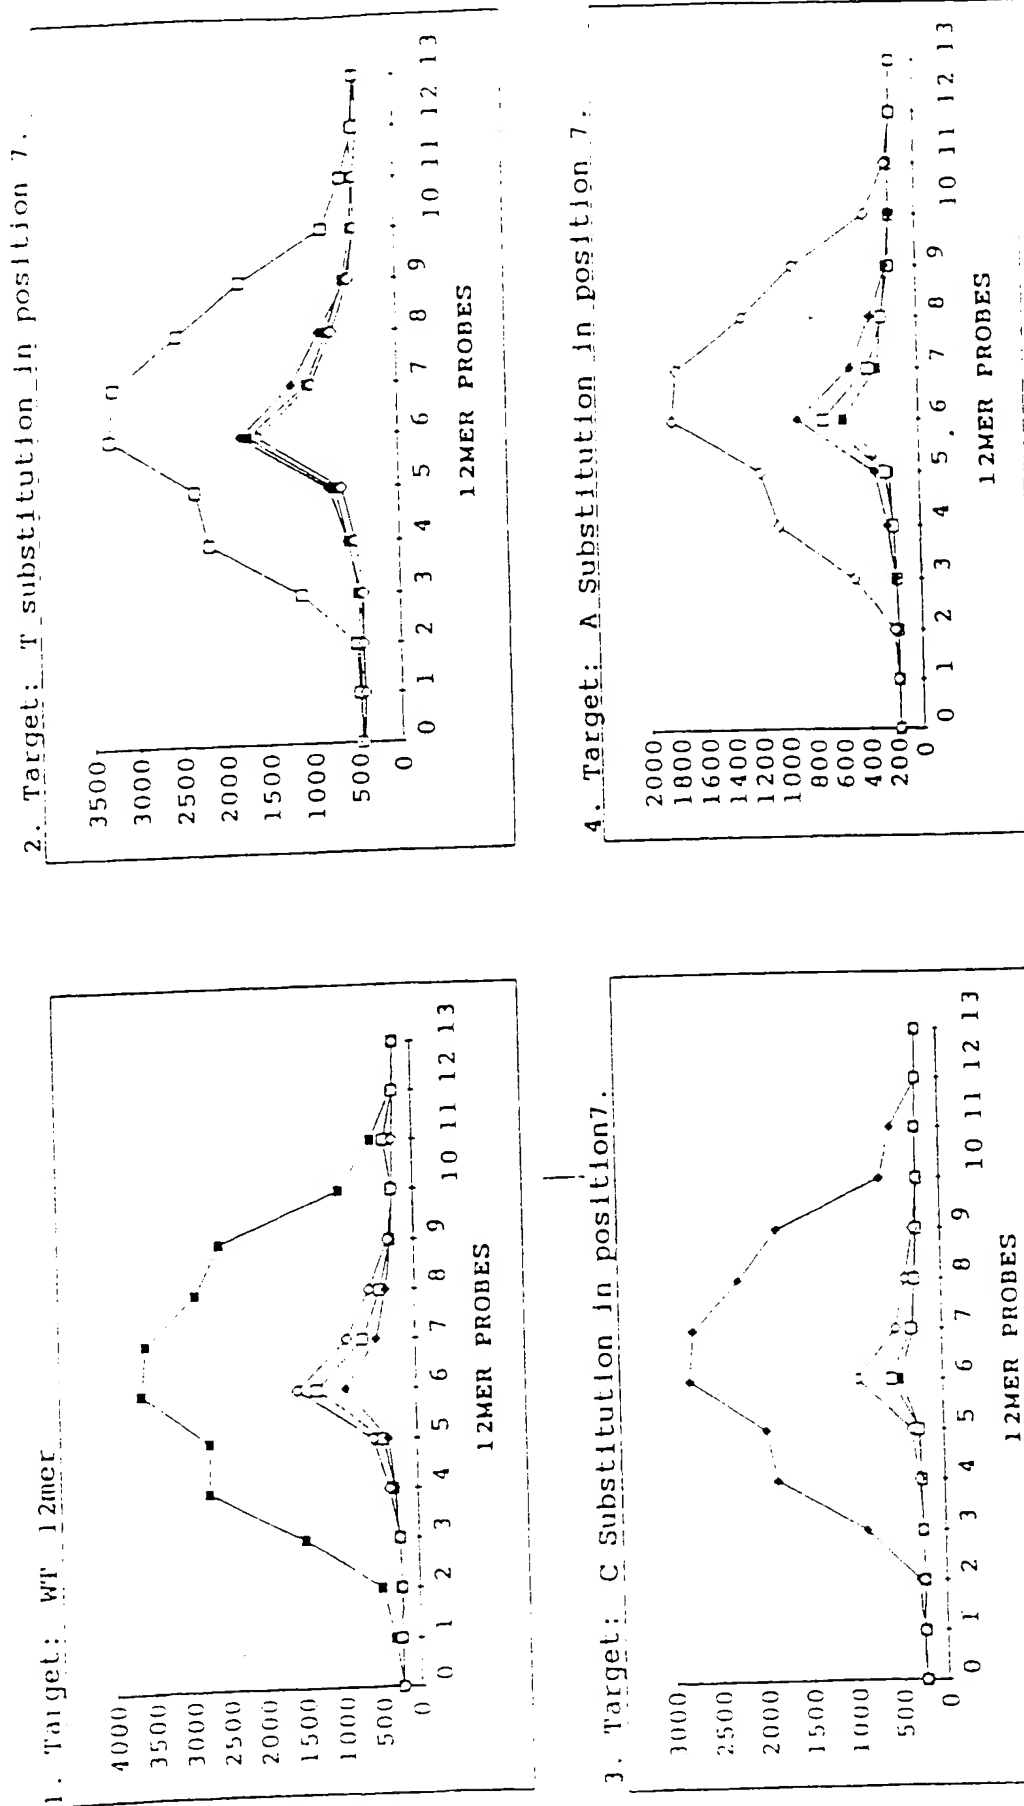 1. Target: WT 12mer
4000
3500
3000
2500
2000
1500
1000
500
0
0 1 2 3 4 5 6 7 8 9 10 11 12 13
12MER PROBES
2. Target: T substitution in position 7.
3500
3000
2500
2000
1500
1000
500
0
0 1 2 3 4 5 6 7 8 9 10 11 12 13
12MER PROBES
3. Target: C Substitution in position7.
3000
2500
2000
1500
1000
500
0
0 1 2 3 4 5 6 7 8 9 10 11 12 13
12MER PROBES
4. Target: A Substitution in position 7.
2000
1800
1600
1400
1200
1000
800
600
400
200
0
0 1 2 3 4 5 . 6 7 8 9 10 11 12 13
12MER PROBES